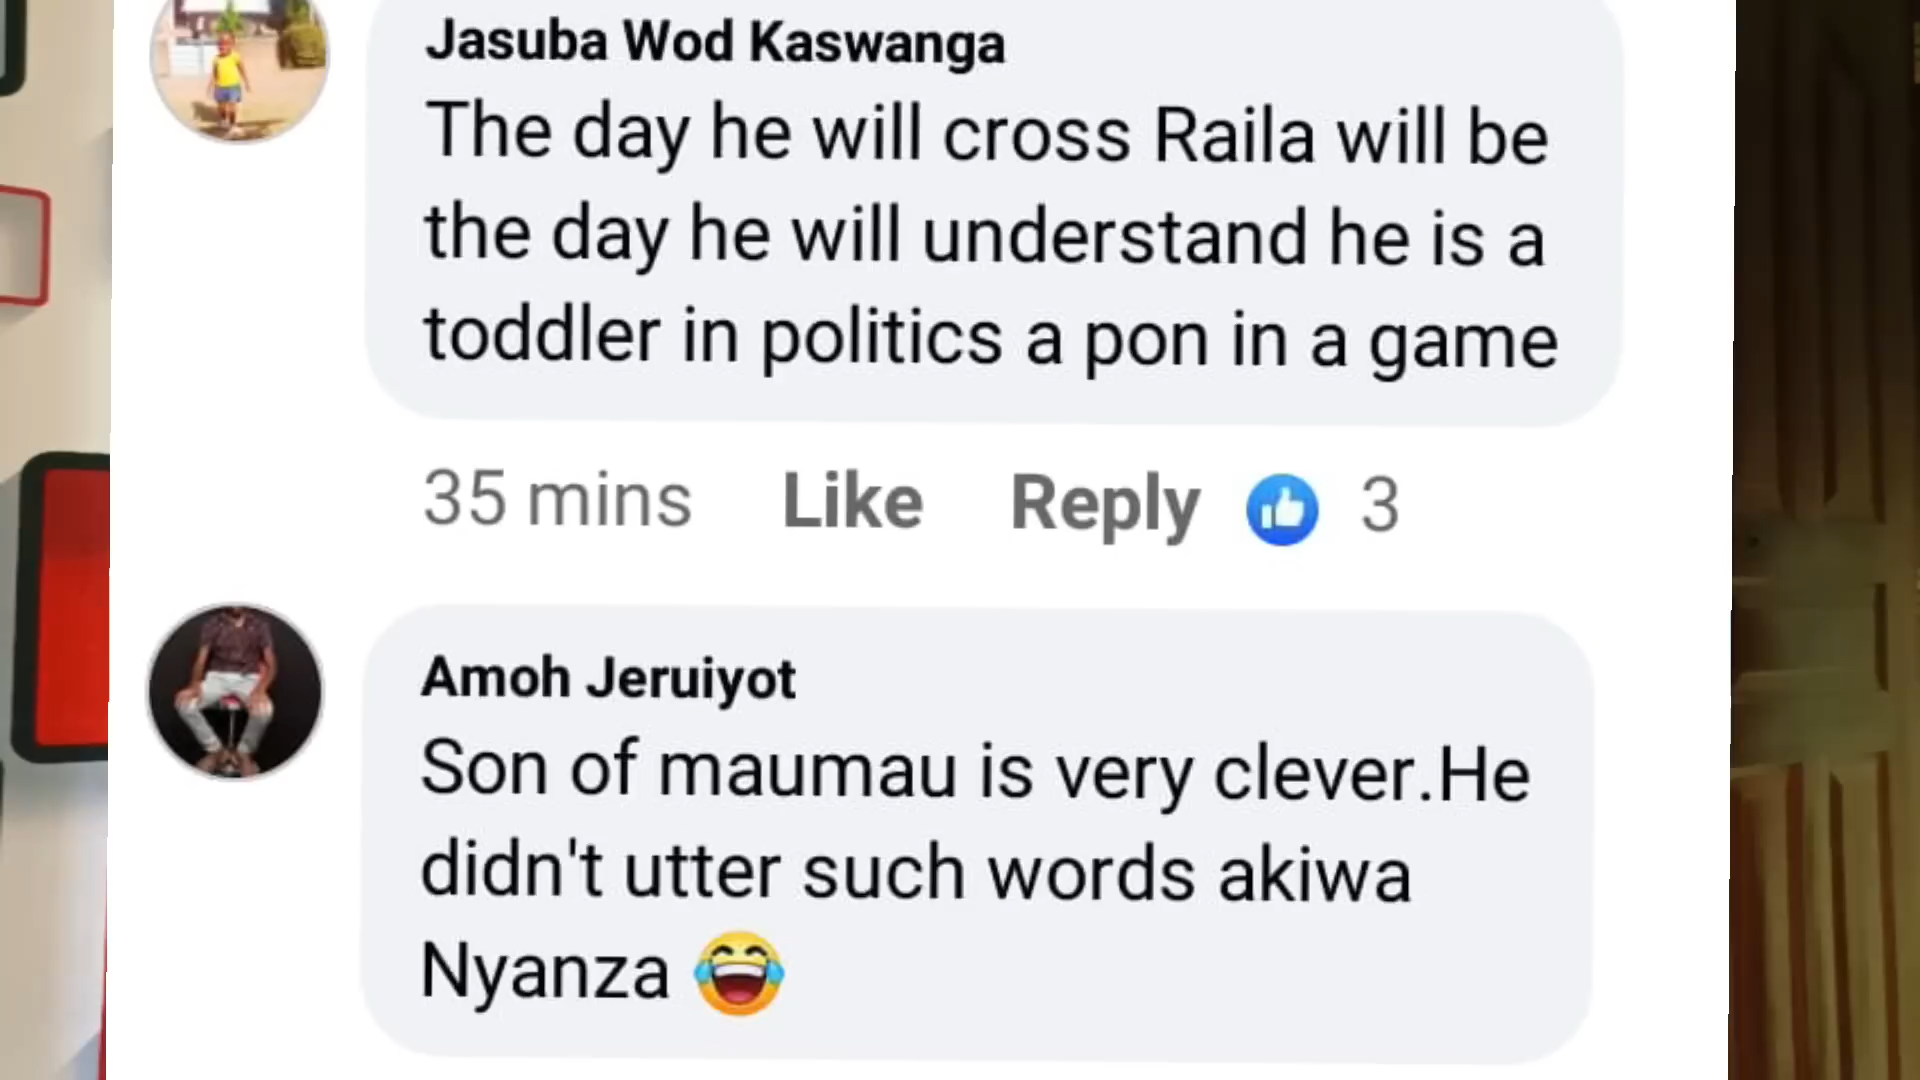 Jasuba Wod Kaswanga
The day he will cross Raila will be
the day he will understand he is a
toddler in politics a pon in a game
35 mins Like Reply 3
Amoh Jeruiyot
Son of maumau is very clever.He
didn't utter such words akiwa
Nyanza 😂